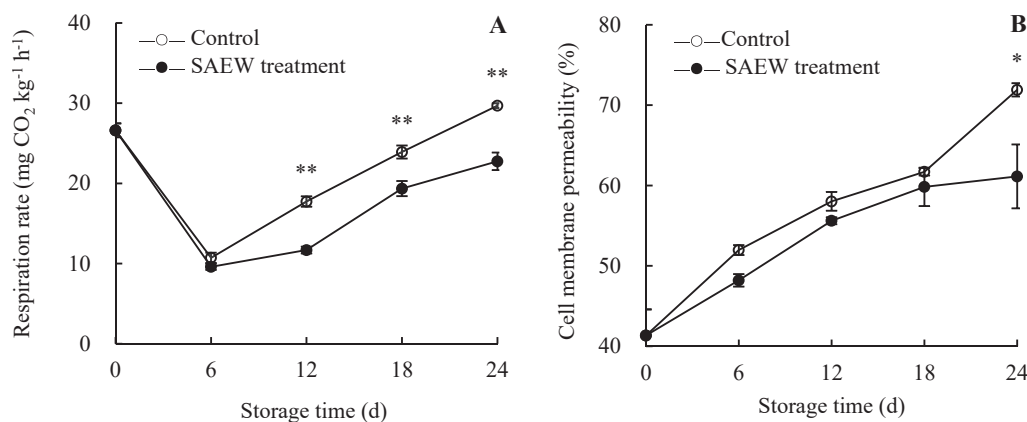 A
Control
SAEW treatment
**
**
**
40
30
20
10
0
0 6 12 18 24
Respiration rate (mg CO₂ kg⁻¹ h⁻¹)
Storage time (d)
B
Control
SAEW treatment
*
80
70
60
50
40
0 6 12 18 24
Cell membrane permeability (%)
Storage time (d)